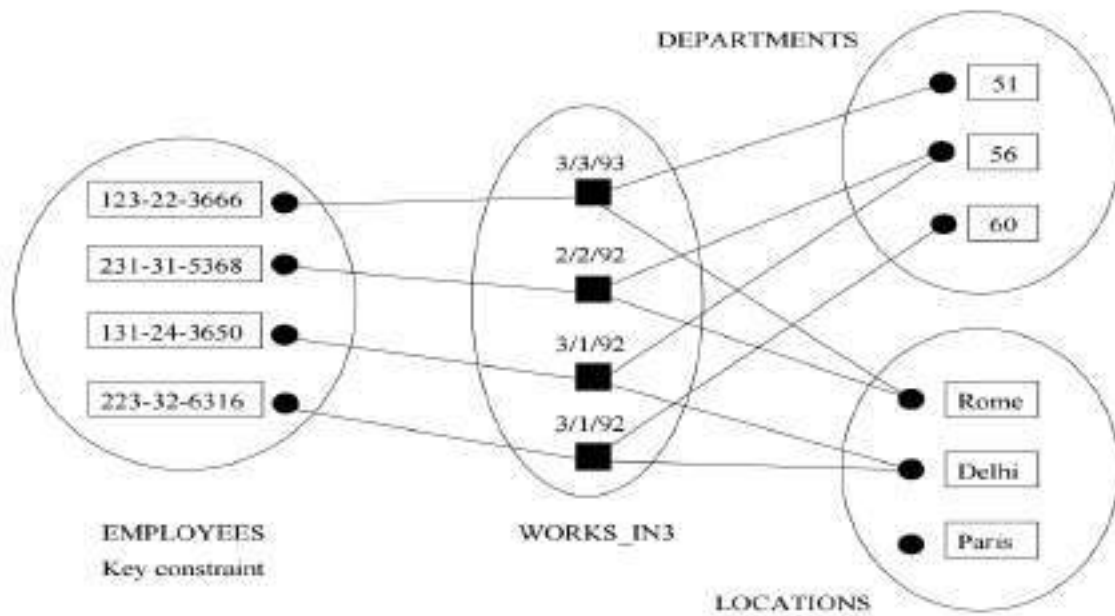 DEPARTMENTS
51
56
60
3/3/93
2/2/92
3/1/92
3/1/92
123-22-3666
231-31-5368
131-24-3650
223-32-6316
Rome
Delhi
Paris
EMPLOYEES
Key constraint
WORKS_IN3
LOCATIONS